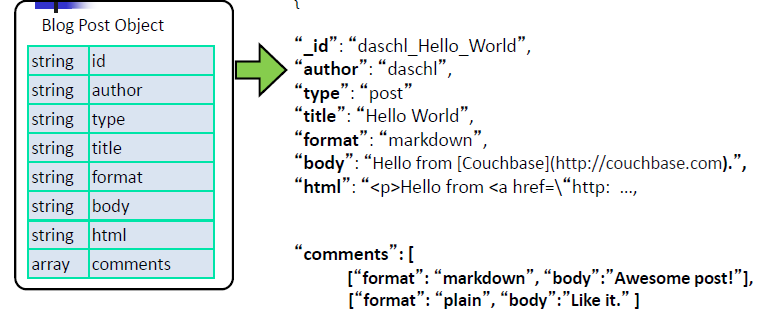 Blog Post Object
string id
string author
string type
string title
string format
string body
string html
array comments
{
“_id”: “daschl_Hello_World”,
“author”: “daschl”,
“type”: “post”
“title”: “Hello World”,
“format”: “markdown”,
“body”: “Hello from [Couchbase](http://couchbase.com).”,
“html”: “<p>Hello from <a href=\“http: …,
“comments”: [
[“format”: “markdown”, “body”:”Awesome post!”],
[“format”: “plain”, “body”:”Like it.” ]